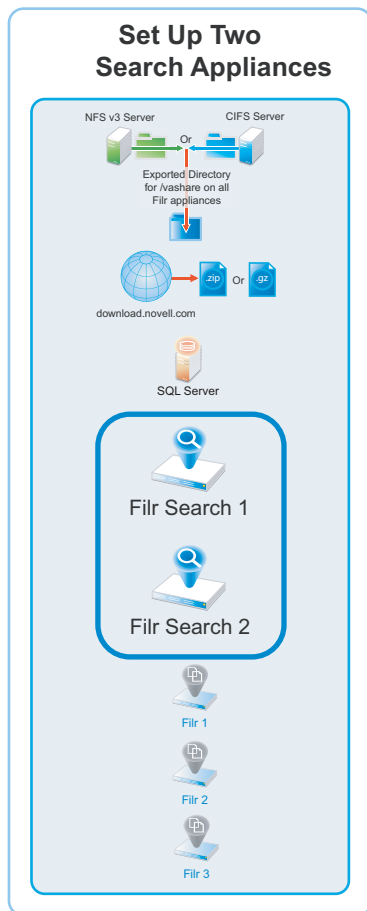 Set Up Two
Search Appliances
NFS v3 Server
CIFS Server
Or
Exported Directory
for /vashare on all
Filr appliances
.zip
Or
.gz
download.novell.com
SQL Server
Filr Search 1
Filr Search 2
Filr 1
Filr 2
Filr 3